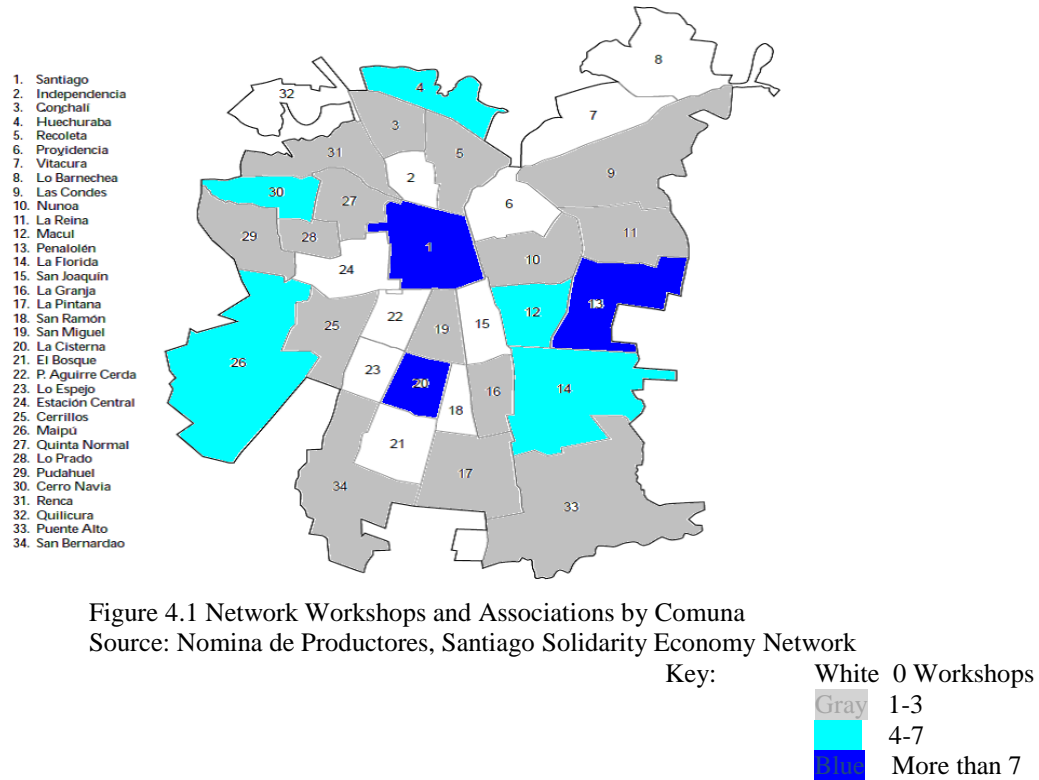 1. Santiago
2. Independencia
3. Conchalí
4. Huechuraba
5. Recoleta
6. Providencia
7. Vitacura
8. Lo Barnechea
9. Las Condes
10. Nunoa
11. La Reina
12. Macul
13. Penalolén
14. La Florida
15. San Joaquín
16. La Granja
17. La Pintana
18. San Ramón
19. San Miguel
20. La Cisterna
21. El Bosque
22. P. Aguirre Cerda
23. Lo Espejo
24. Estación Central
25. Cerrillos
26. Maipú
27. Quinta Normal
28. Lo Prado
29. Pudahuel
30. Cerro Navia
31. Renca
32. Quilicura
33. Puente Alto
34. San Bernardao
8
4
32
7
3
31
5
9
2
30
27
6
29
28
11
1
10
24
13
12
22
15
19
25
26
23
20
16
14
18
21
17
34
33
Figure 4.1 Network Workshops and Associations by Comuna
Source: Nomina de Productores, Santiago Solidarity Economy Network
Key: White 0 Workshops
Gray 1-3
4-7
Blue More than 7